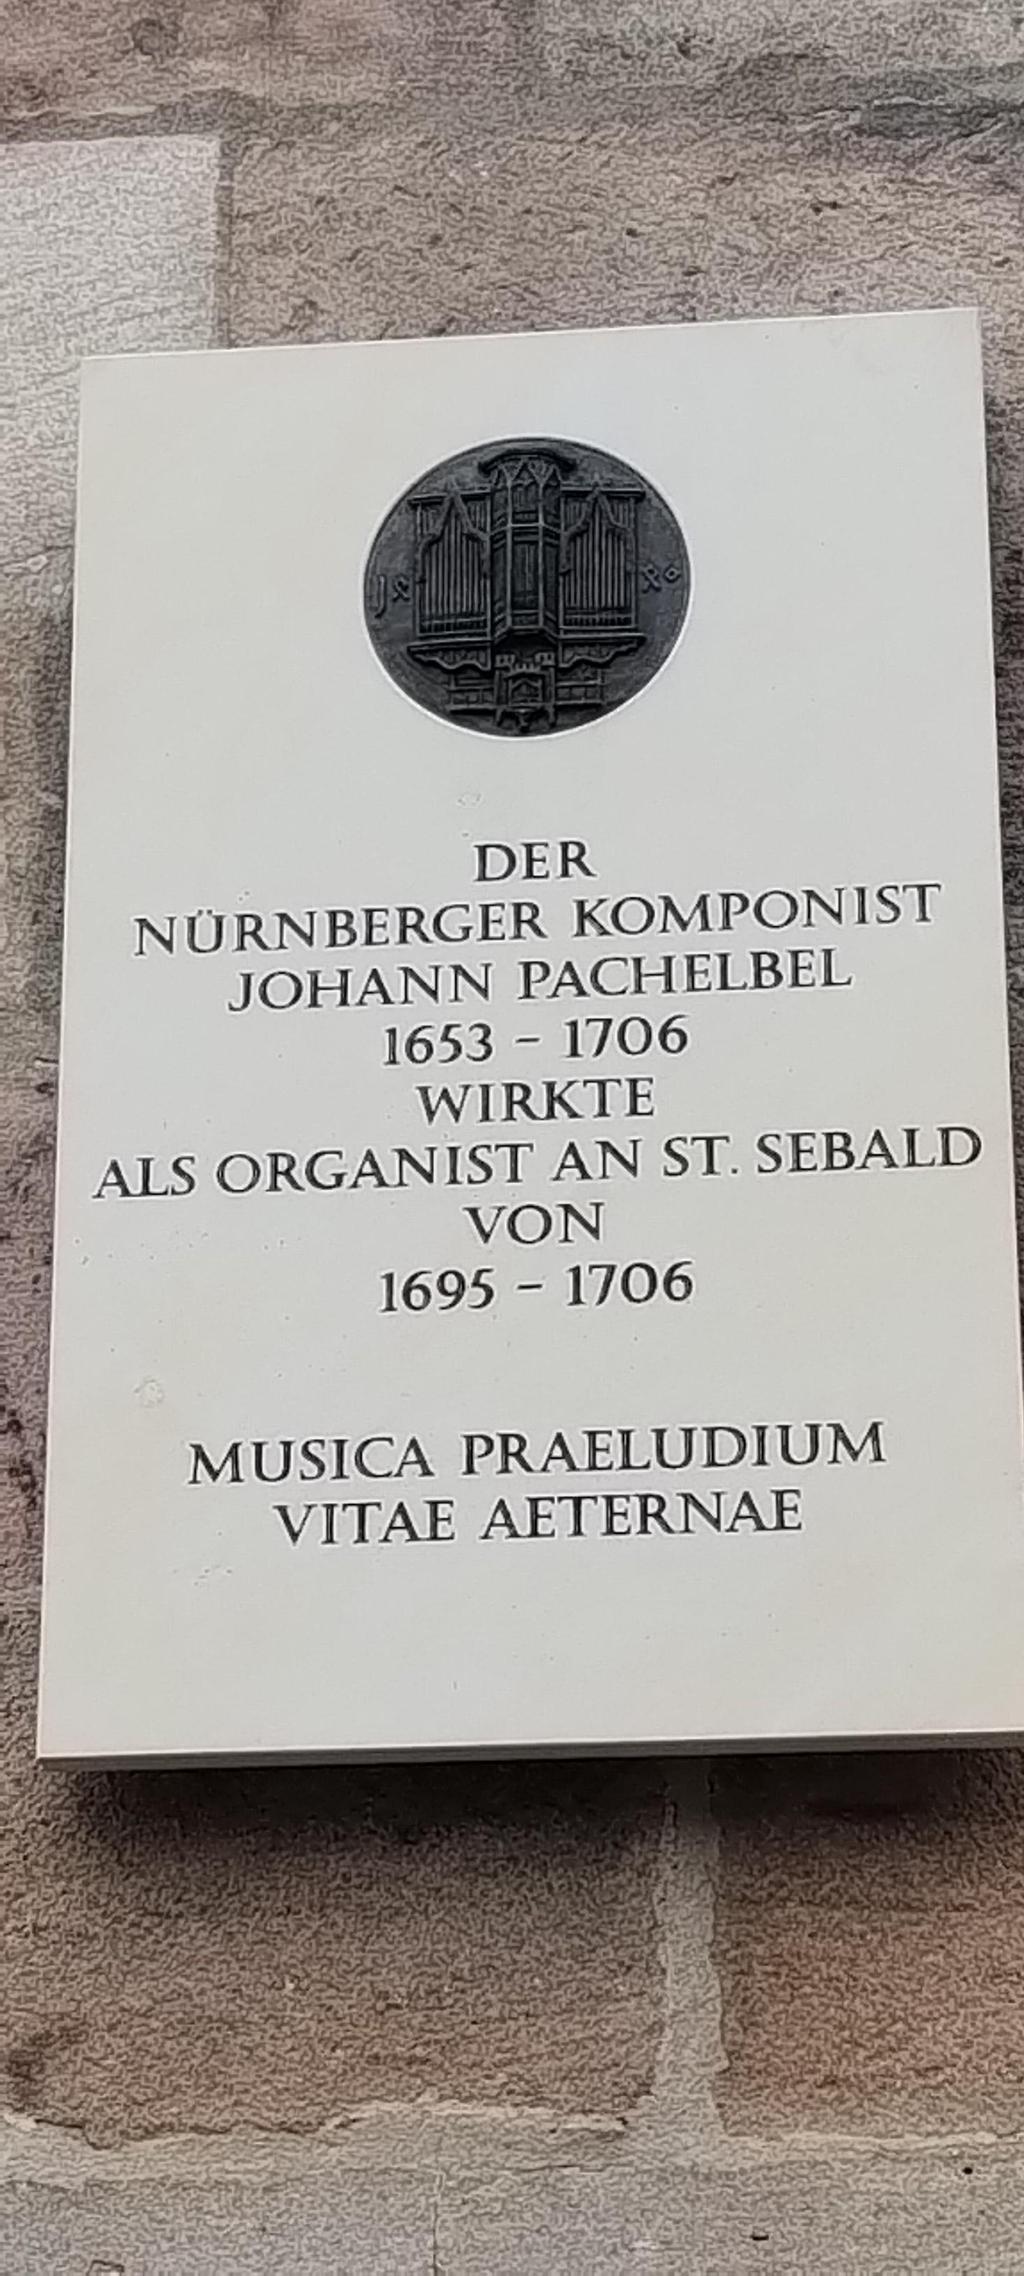 DER
NÜRNBERGER KOMPONIST
JOHANN PACHELBEL
1653 – 1706
WIRKTE
ALS ORGANIST AN ST. SEBALD
VON
1695 – 1706
MUSICA PRAELUDIUM
VITAE AETERNAE